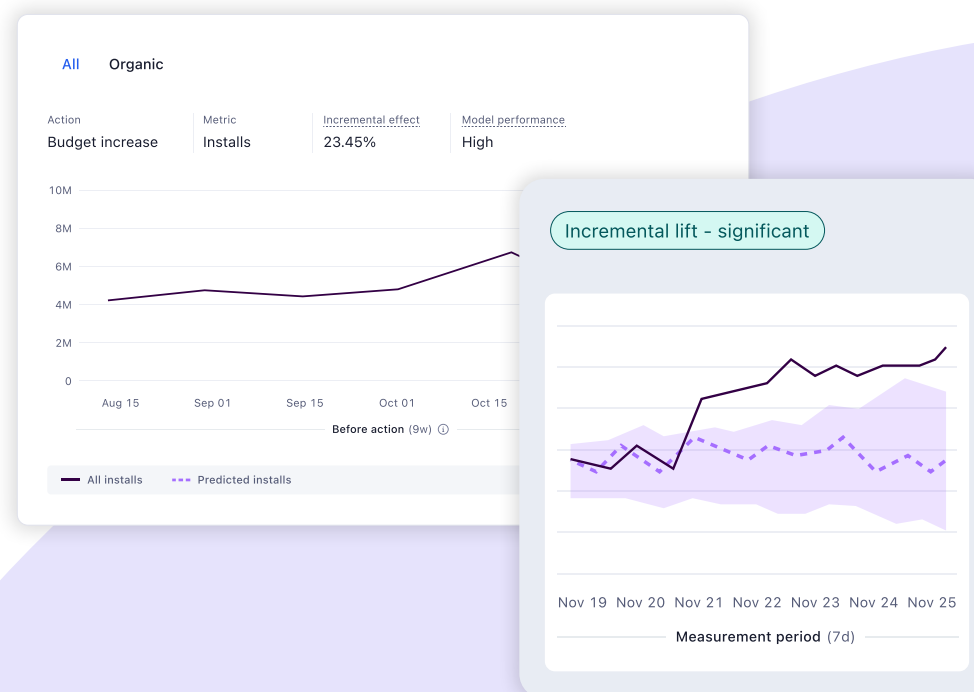 All Organic
Action Metric Incremental effect Model performance
Budget increase Installs 23.45% High
10M
8M
6M
4M
2M
0
Aug 15 Sep 01 Sep 15 Oct 01 Oct 15
Before action (9w)
All installs Predicted installs
Incremental lift - significant
Nov 19 Nov 20 Nov 21 Nov 22 Nov 23 Nov 24 Nov 25
Measurement period (7d)